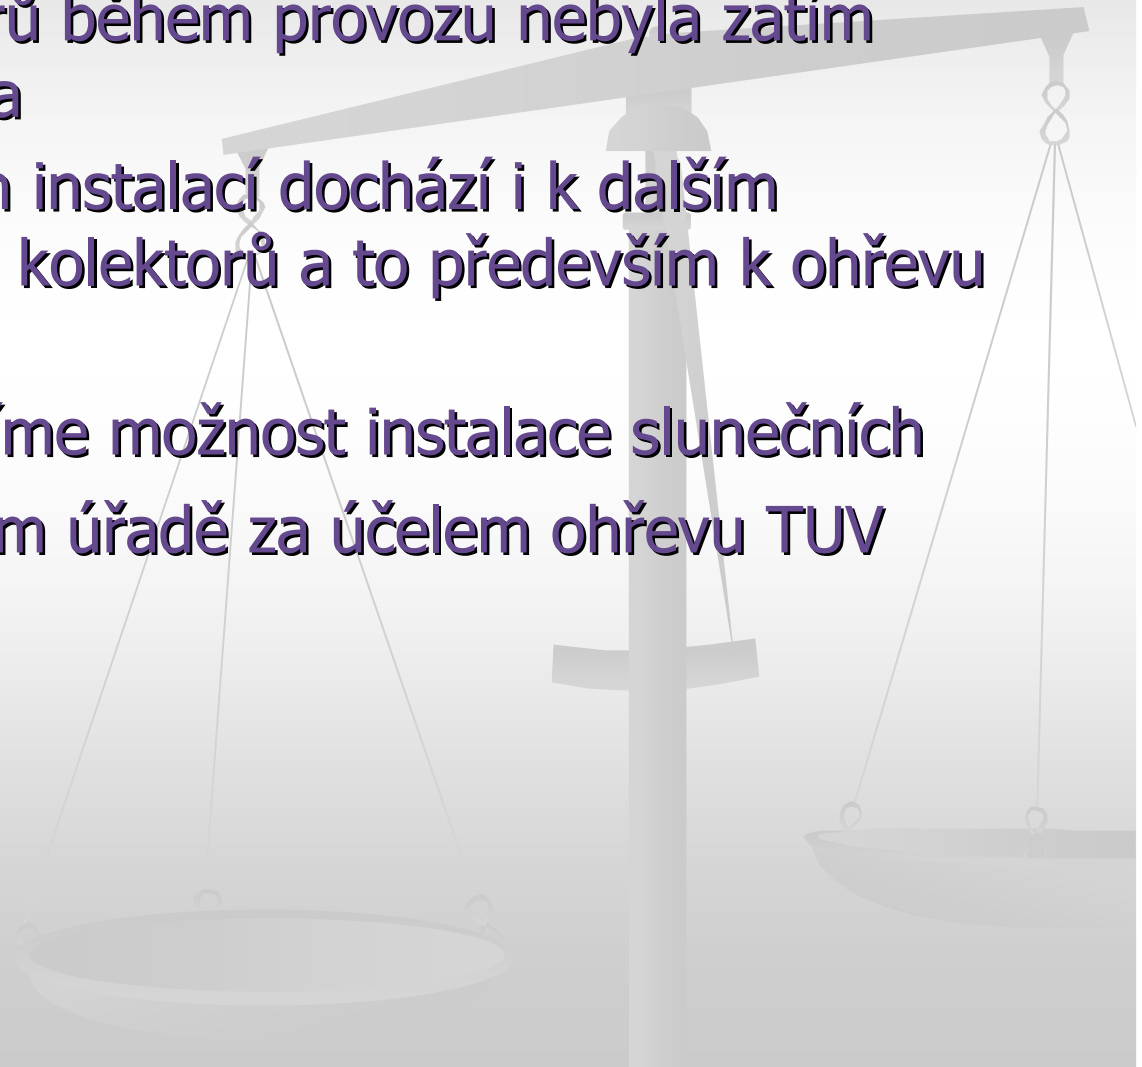 rů během provozu nebyla zatím
a
instalací dochází i k dalším
kolektorů a to především k ohřevu
íme možnost instalace slunečních
m úřadě za účelem ohřevu TUV